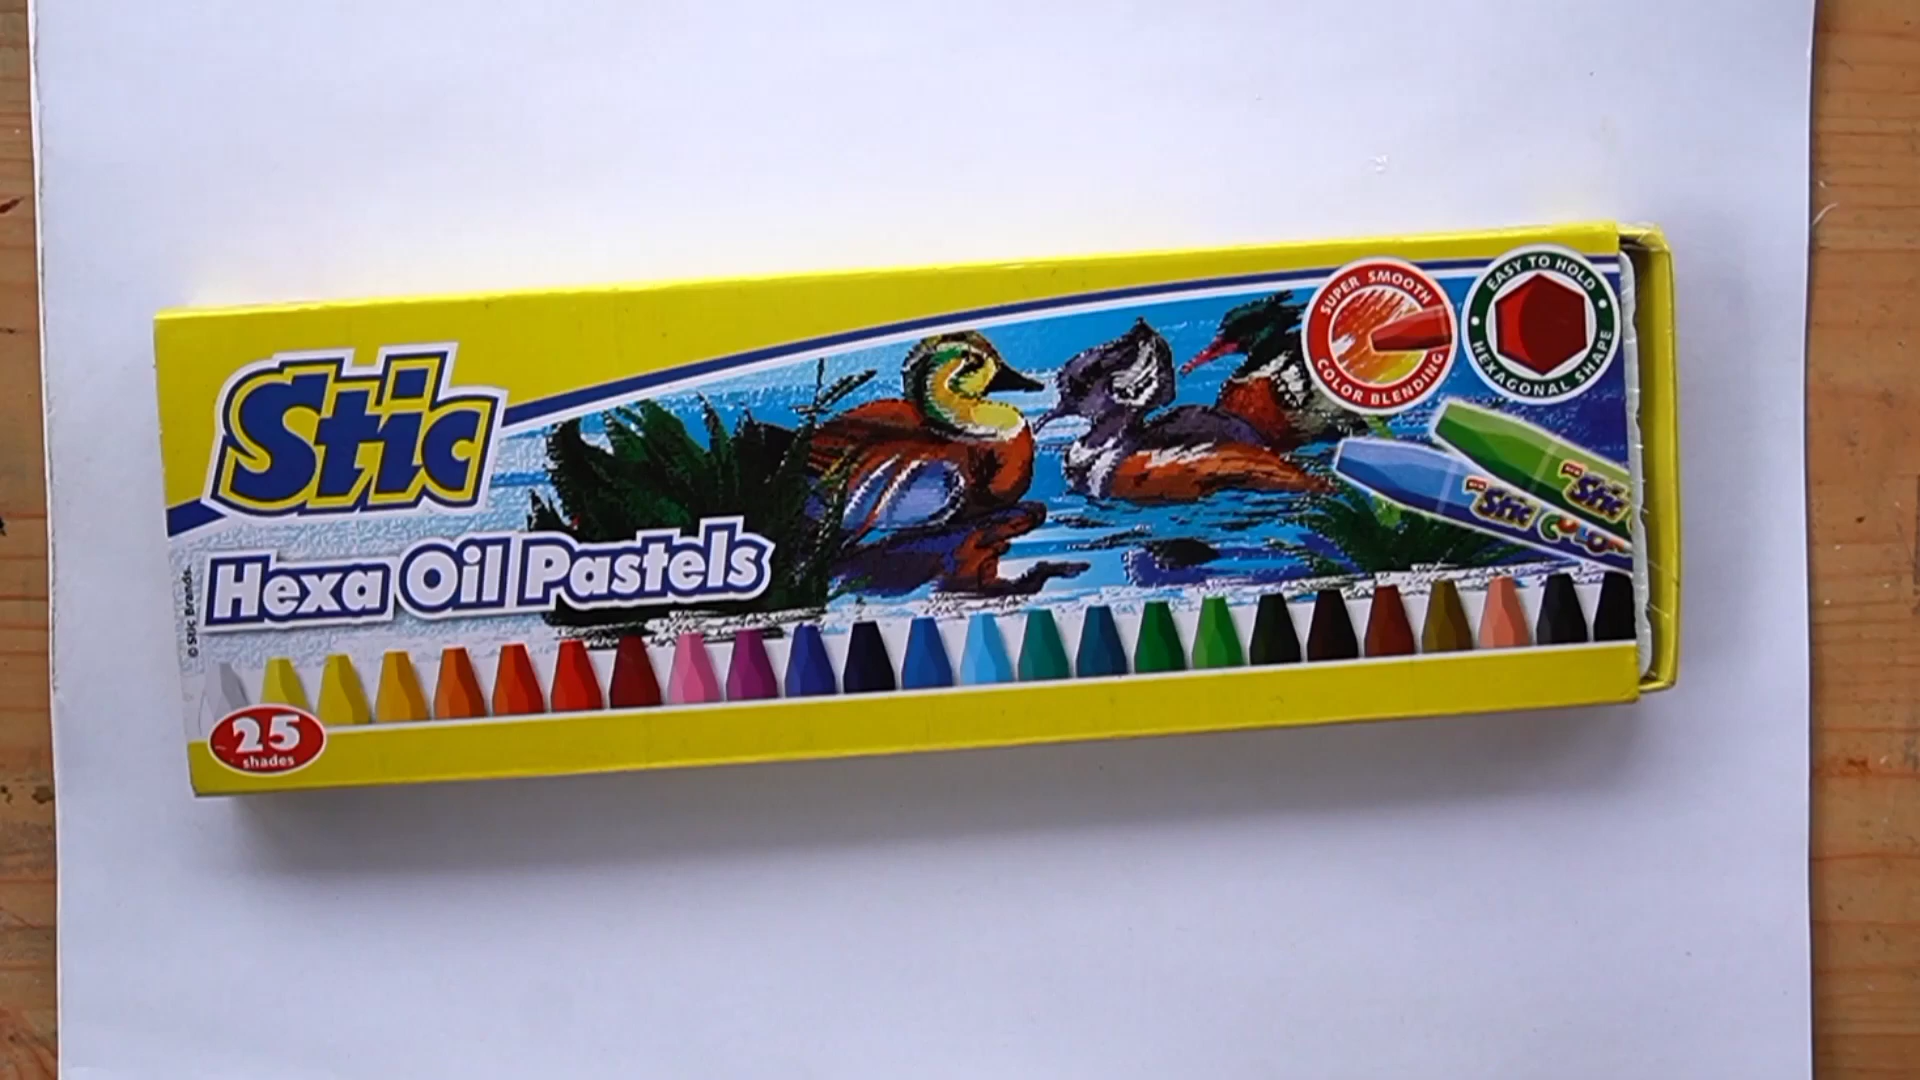 Stic
Hexa Oil Pastels
© Stic Brands.
25
shades
SUPER SMOOTH
COLOR BLENDING
EASY TO HOLD
HEXAGONAL SHAPE
Stic
Stic COLO